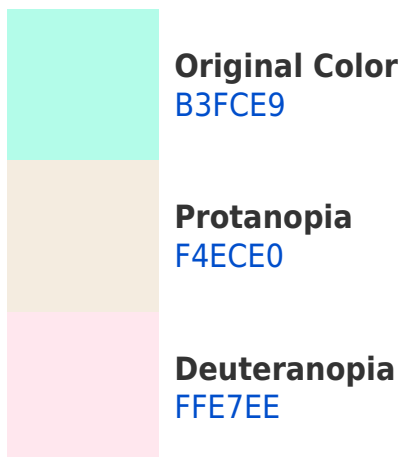 Original Color
B3FCE9
Protanopia
F4ECE0
Deuteranopia
FFE7EE